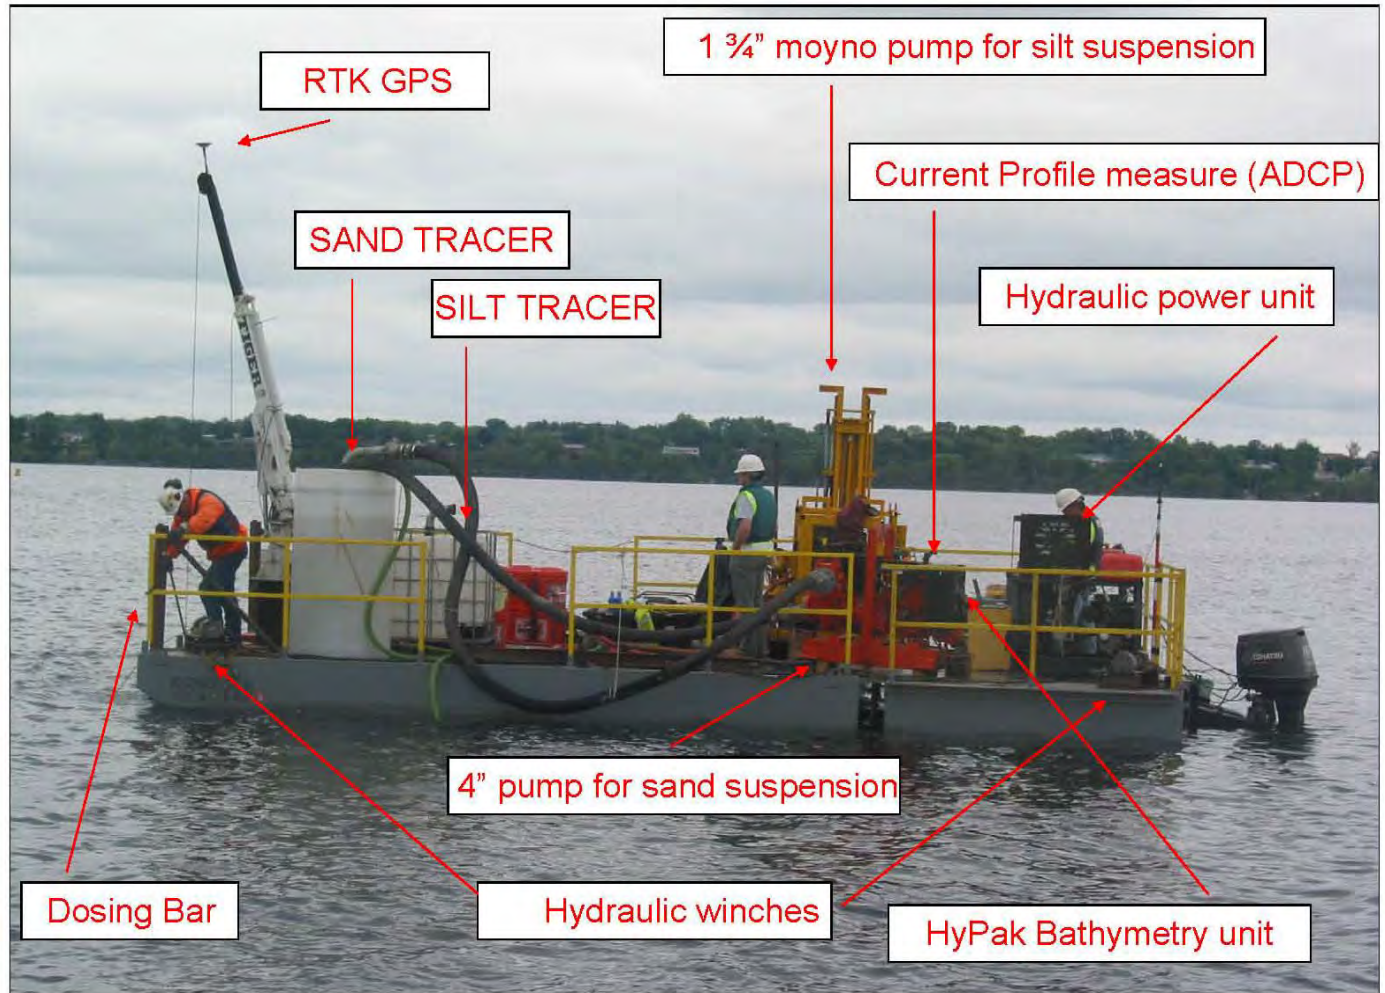 1 ¾” moyno pump for silt suspension
RTK GPS
Current Profile measure (ADCP)
SAND TRACER
SILT TRACER
Hydraulic power unit
TIGER
4” pump for sand suspension
Dosing Bar
Hydraulic winches
HyPak Bathymetry unit